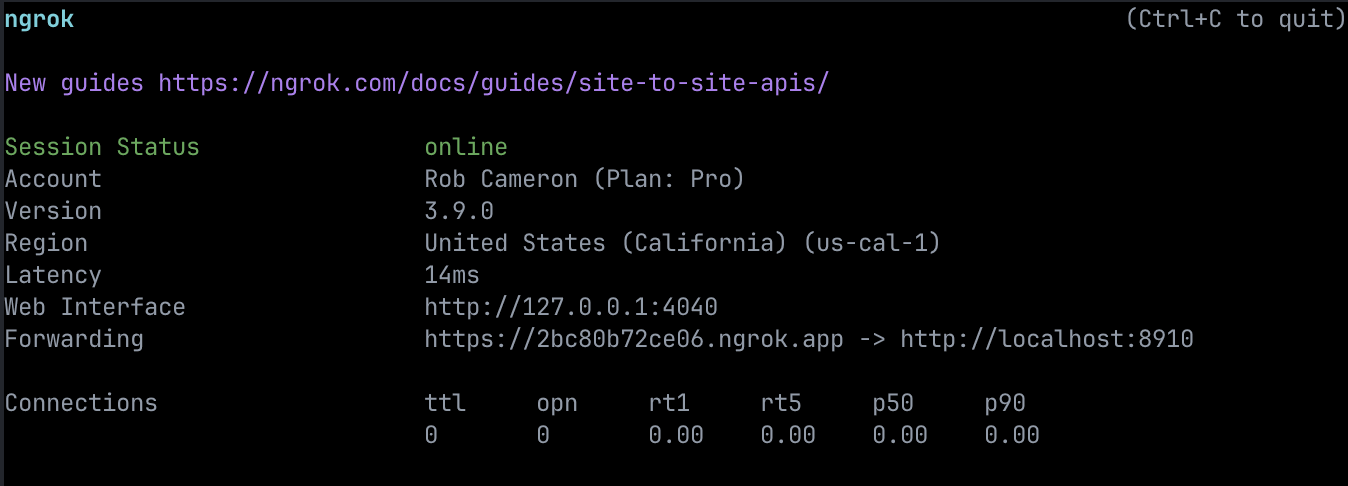 ngrok (Ctrl+C to quit)
New guides https://ngrok.com/docs/guides/site-to-site-apis/
Session Status online
Account Rob Cameron (Plan: Pro)
Version 3.9.0
Region United States (California) (us-cal-1)
Latency 14ms
Web Interface http://127.0.0.1:4040
Forwarding https://2bc80b72ce06.ngrok.app -> http://localhost:8910
Connections ttl opn rt1 rt5 p50 p90
0 0 0.00 0.00 0.00 0.00